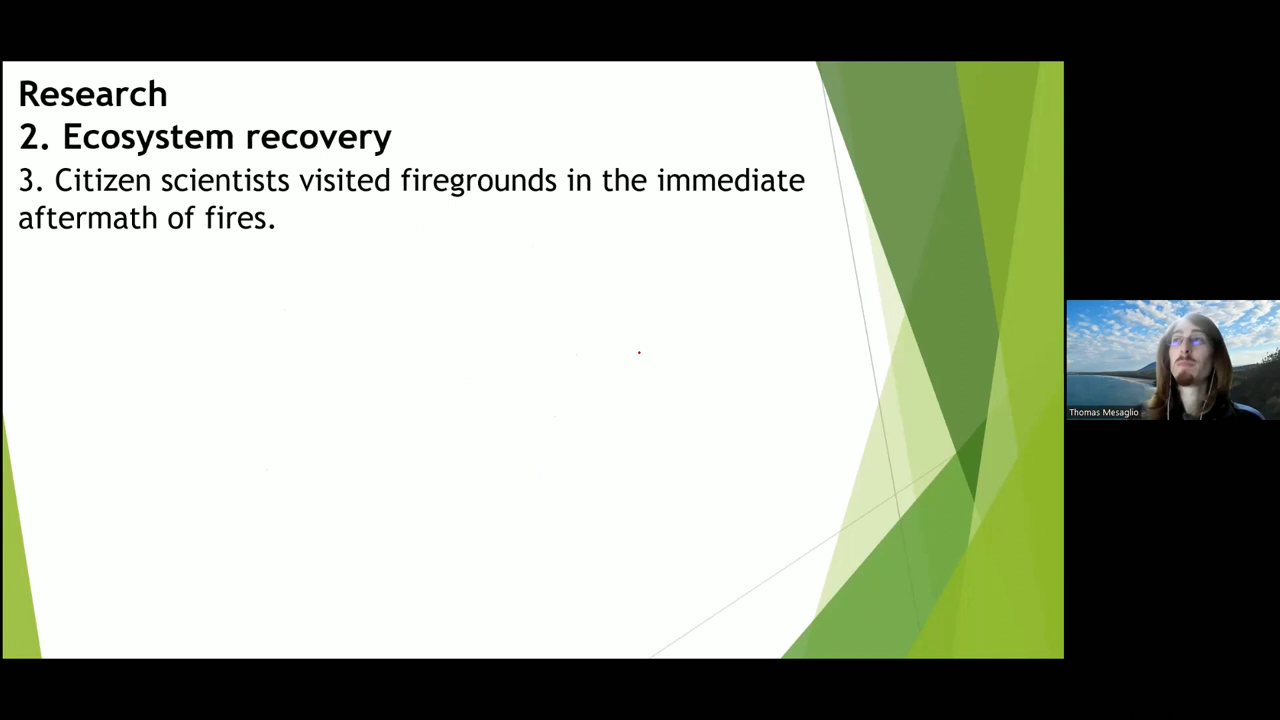 Research
2. Ecosystem recovery
3. Citizen scientists visited firegrounds in the immediate
aftermath of fires.
Thomas Mesaglio